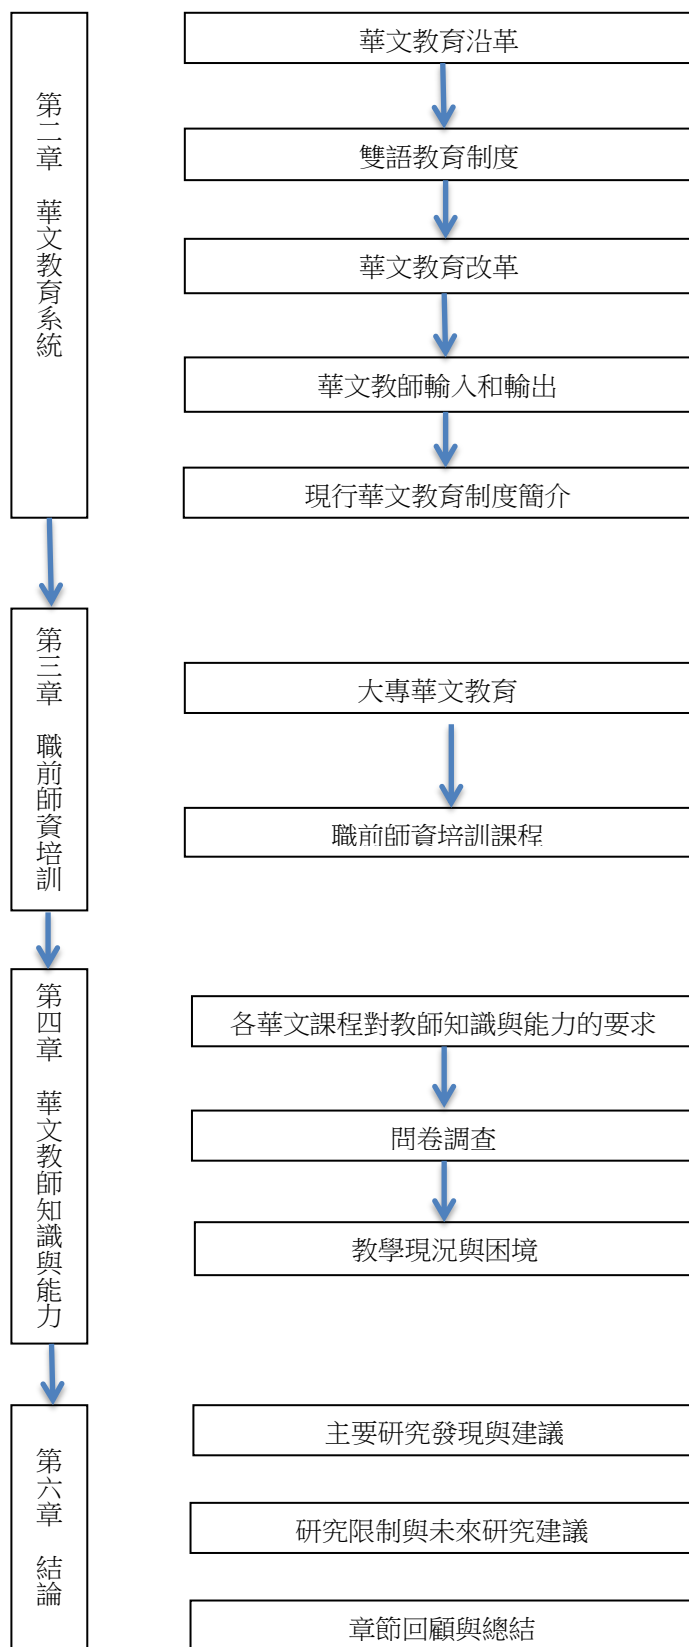 第二章 華文教育系統
華文教育沿革
雙語教育制度
華文教育改革
華文教師輸入和輸出
現行華文教育制度簡介
第三章 職前師資培訓
大專華文教育
職前師資培訓課程
第四章 華文教師知識與能力
各華文課程對教師知識與能力的要求
問卷調查
教學現況與困境
第六章 結論
主要研究發現與建議
研究限制與未來研究建議
章節回顧與總結